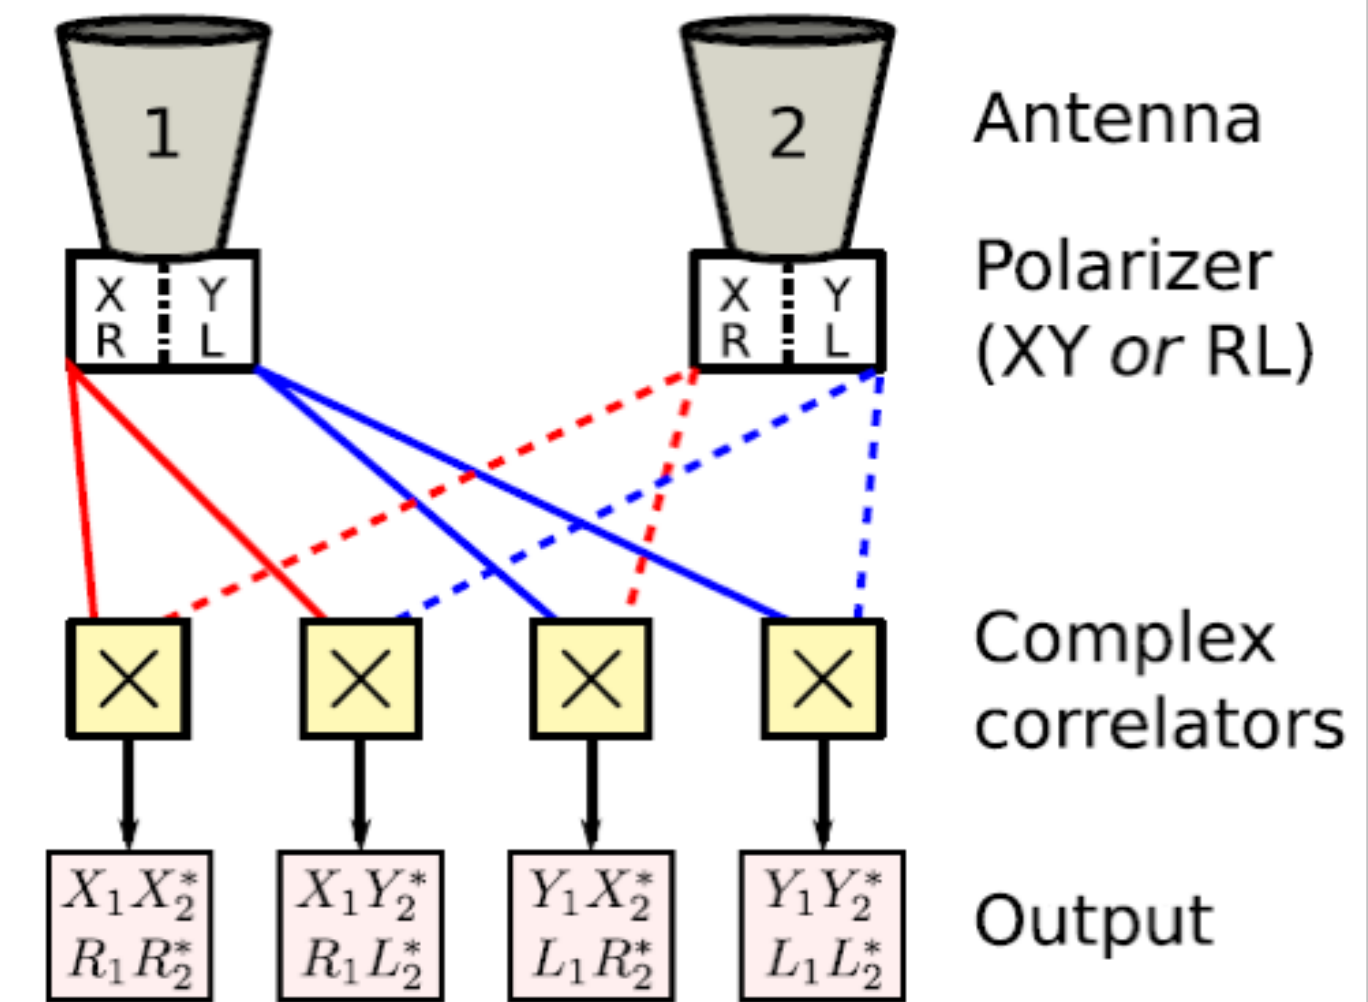 1 2 Antenna
X Y X Y Polarizer
R L R L (XY or RL)
Complex
correlators
X₁X₂* X₁Y₂* Y₁X₂* Y₁Y₂*
R₁R₂* R₁L₂* L₁R₂* L₁L₂*
Output